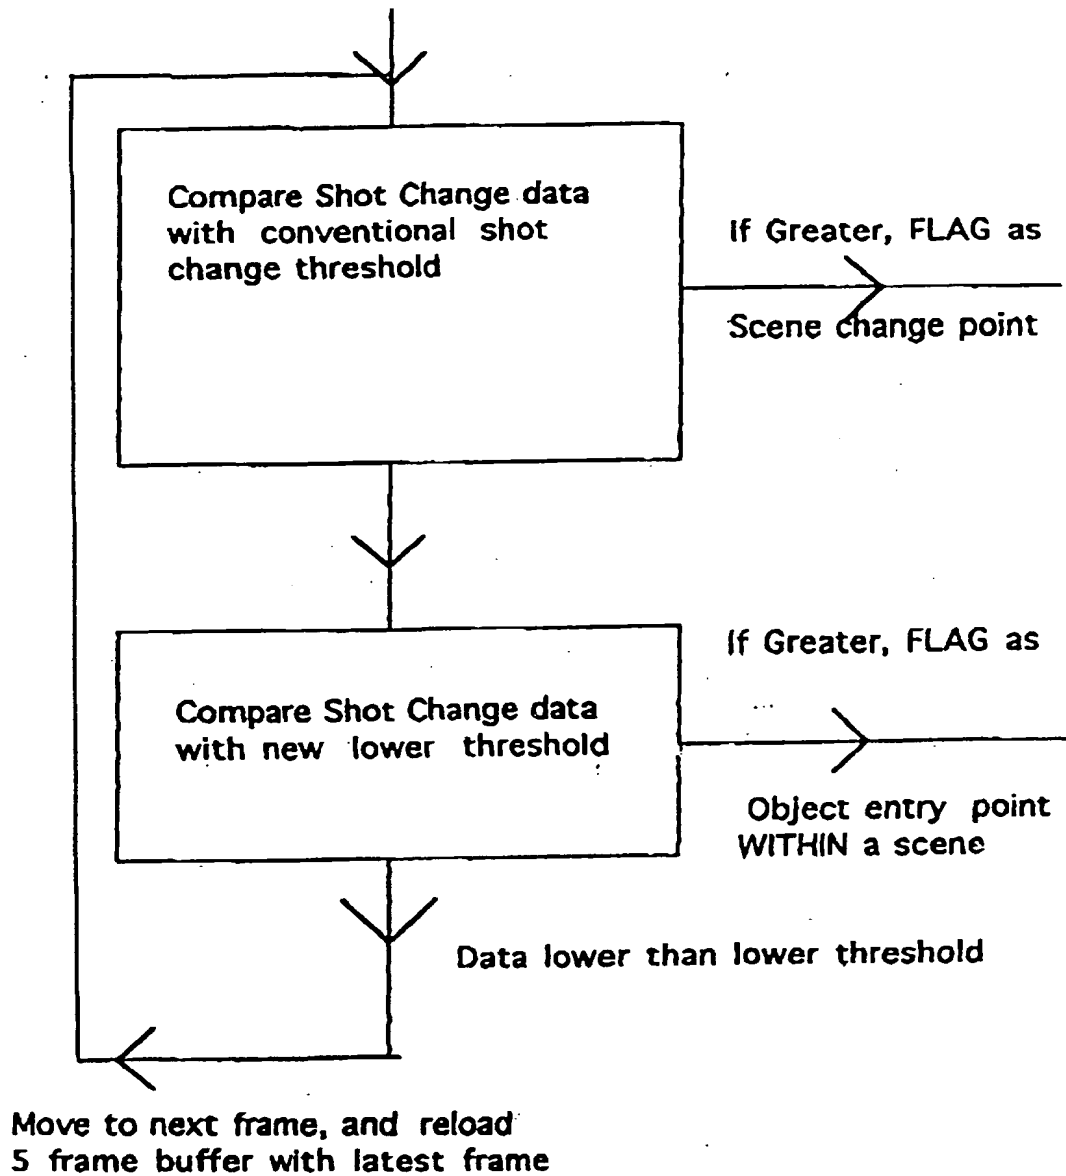 Compare Shot Change data
with conventional shot
change threshold
If Greater, FLAG as
Scene change point
If Greater, FLAG as
Compare Shot Change data
with new lower threshold
Object entry point
WITHIN a scene
Data lower than lower threshold
Move to next frame, and reload
5 frame buffer with latest frame